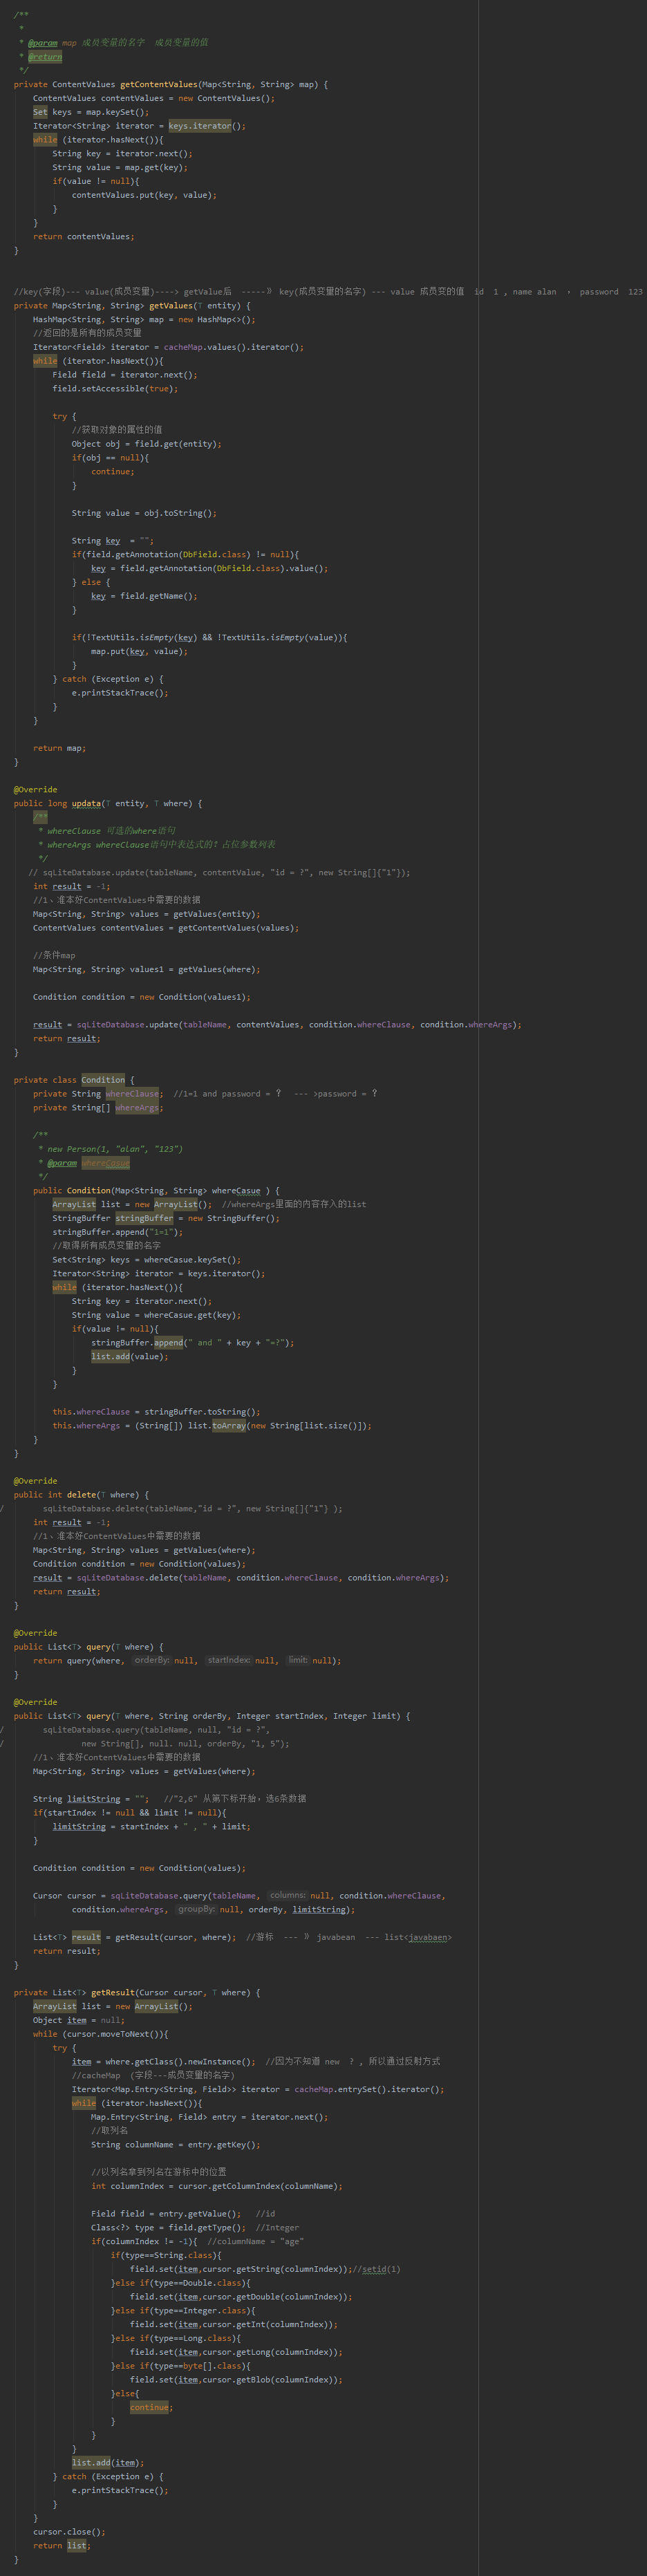 /**
 *
 * @param map 成员变量的名字  成员变量的值
 * @return
 */
private ContentValues getContentValues(Map<String, String> map) {
    ContentValues contentValues = new ContentValues();
    Set keys = map.keySet();
    Iterator<String> iterator = keys.iterator();
    while (iterator.hasNext()){
        String key = iterator.next();
        String value = map.get(key);
        if(value != null){
            contentValues.put(key, value);
        }
    }
    return contentValues;
}
//key(字段)--- value(成员变量)----> getValue后  -----》 key(成员变量的名字) --- value 成员变的值  id  1 , name alan  ， password  123
private Map<String, String> getValues(T entity) {
    HashMap<String, String> map = new HashMap<>();
    //返回的是所有的成员变量
    Iterator<Field> iterator = cacheMap.values().iterator();
    while (iterator.hasNext()){
        Field field = iterator.next();
        field.setAccessible(true);
        try {
            //获取对象的属性的值
            Object obj = field.get(entity);
            if(obj == null){
                continue;
            }
            String value = obj.toString();
            String key  = "";
            if(field.getAnnotation(DbField.class) != null){
                key = field.getAnnotation(DbField.class).value();
            } else {
                key = field.getName();
            }
            if(!TextUtils.isEmpty(key) && !TextUtils.isEmpty(value)){
                map.put(key, value);
            }
        } catch (Exception e) {
            e.printStackTrace();
        }
    }
    return map;
}
@Override
public long updata(T entity, T where) {
    /**
     * whereClause 可选的where语句
     * whereArgs whereClause语句中表达式的？占位参数列表
     */
   // sqLiteDatabase.update(tableName, contentValue, "id = ?", new String[]{"1"});
    int result = -1;
    //1、准本好ContentValues中需要的数据
    Map<String, String> values = getValues(entity);
    ContentValues contentValues = getContentValues(values);
    //条件map
    Map<String, String> values1 = getValues(where);
    Condition condition = new Condition(values1);
    result = sqLiteDatabase.update(tableName, contentValues, condition.whereClause, condition.whereArgs);
    return result;
}
private class Condition {
    private String whereClause;  //1=1 and password = ？  --- >password = ？
    private String[] whereArgs;
    /**
     * new Person(1, "alan", "123")
     * @param whereCasue
     */
    public Condition(Map<String, String> whereCasue ) {
        ArrayList list = new ArrayList();  //whereArgs里面的内容存入的list
        StringBuffer stringBuffer = new StringBuffer();
        stringBuffer.append("1=1");
        //取得所有成员变量的名字
        Set<String> keys = whereCasue.keySet();
        Iterator<String> iterator = keys.iterator();
        while (iterator.hasNext()){
            String key = iterator.next();
            String value = whereCasue.get(key);
            if(value != null){
                stringBuffer.append(" and " + key + "=?");
                list.add(value);
            }
        }
        this.whereClause = stringBuffer.toString();
        this.whereArgs = (String[]) list.toArray(new String[list.size()]);
    }
}
@Override
public int delete(T where) {
/        sqLiteDatabase.delete(tableName,"id = ?", new String[]{"1"} );
    int result = -1;
    //1、准本好ContentValues中需要的数据
    Map<String, String> values = getValues(where);
    Condition condition = new Condition(values);
    result = sqLiteDatabase.delete(tableName, condition.whereClause, condition.whereArgs);
    return result;
}
@Override
public List<T> query(T where) {
    return query(where, orderBy: null, startIndex: null, limit: null);
}
@Override
public List<T> query(T where, String orderBy, Integer startIndex, Integer limit) {
/        sqLiteDatabase.query(tableName, null, "id = ?",
/                new String[], null. null, orderBy, "1, 5");
    //1、准本好ContentValues中需要的数据
    Map<String, String> values = getValues(where);
    String limitString = "";   //"2,6" 从第下标开始，选6条数据
    if(startIndex != null && limit != null){
        limitString = startIndex + " , " + limit;
    }
    Condition condition = new Condition(values);
    Cursor cursor = sqLiteDatabase.query(tableName, columns: null, condition.whereClause,
            condition.whereArgs, groupBy: null, orderBy, limitString);
    List<T> result = getResult(cursor, where);  //游标  --- 》 javabean  --- list<javabaen>
    return result;
}
private List<T> getResult(Cursor cursor, T where) {
    ArrayList list = new ArrayList();
    Object item = null;
    while (cursor.moveToNext()){
        try {
            item = where.getClass().newInstance();  //因为不知道 new  ? , 所以通过反射方式
            //cacheMap  (字段---成员变量的名字)
            Iterator<Map.Entry<String, Field>> iterator = cacheMap.entrySet().iterator();
            while (iterator.hasNext()){
                Map.Entry<String, Field> entry = iterator.next();
                //取列名
                String columnName = entry.getKey();
                //以列名拿到列名在游标中的位置
                int columnIndex = cursor.getColumnIndex(columnName);
                Field field = entry.getValue();   //id
                Class<?> type = field.getType();  //Integer
                if(columnIndex != -1){  //columnName = "age"
                    if(type==String.class){
                        field.set(item,cursor.getString(columnIndex));//setid(1)
                    }else if(type==Double.class){
                        field.set(item,cursor.getDouble(columnIndex));
                    }else if(type==Integer.class){
                        field.set(item,cursor.getInt(columnIndex));
                    }else if(type==Long.class){
                        field.set(item,cursor.getLong(columnIndex));
                    }else if(type==byte[].class){
                        field.set(item,cursor.getBlob(columnIndex));
                    }else{
                        continue;
                    }
                }
            }
            list.add(item);
        } catch (Exception e) {
            e.printStackTrace();
        }
    }
    cursor.close();
    return list;
}